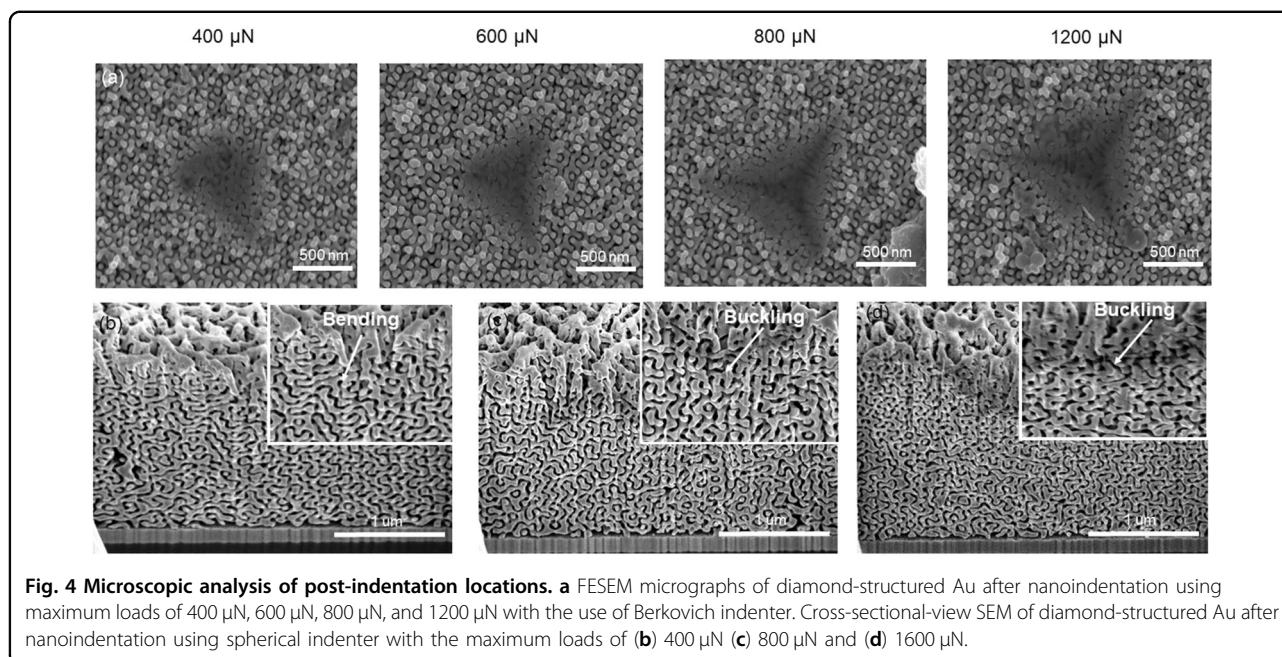 400 µN 600 µN 800 µN 1200 µN
(a)
500 nm 500 nm 500 nm 500 nm
(b) Bending (c) Buckling (d) Buckling
1 um 1 um 1 um
Fig. 4 Microscopic analysis of post-indentation locations. a FESEM micrographs of diamond-structured Au after nanoindentation using
maximum loads of 400 µN, 600 µN, 800 µN, and 1200 µN with the use of Berkovich indenter. Cross-sectional-view SEM of diamond-structured Au after
nanoindentation using spherical indenter with the maximum loads of (b) 400 µN (c) 800 µN and (d) 1600 µN.